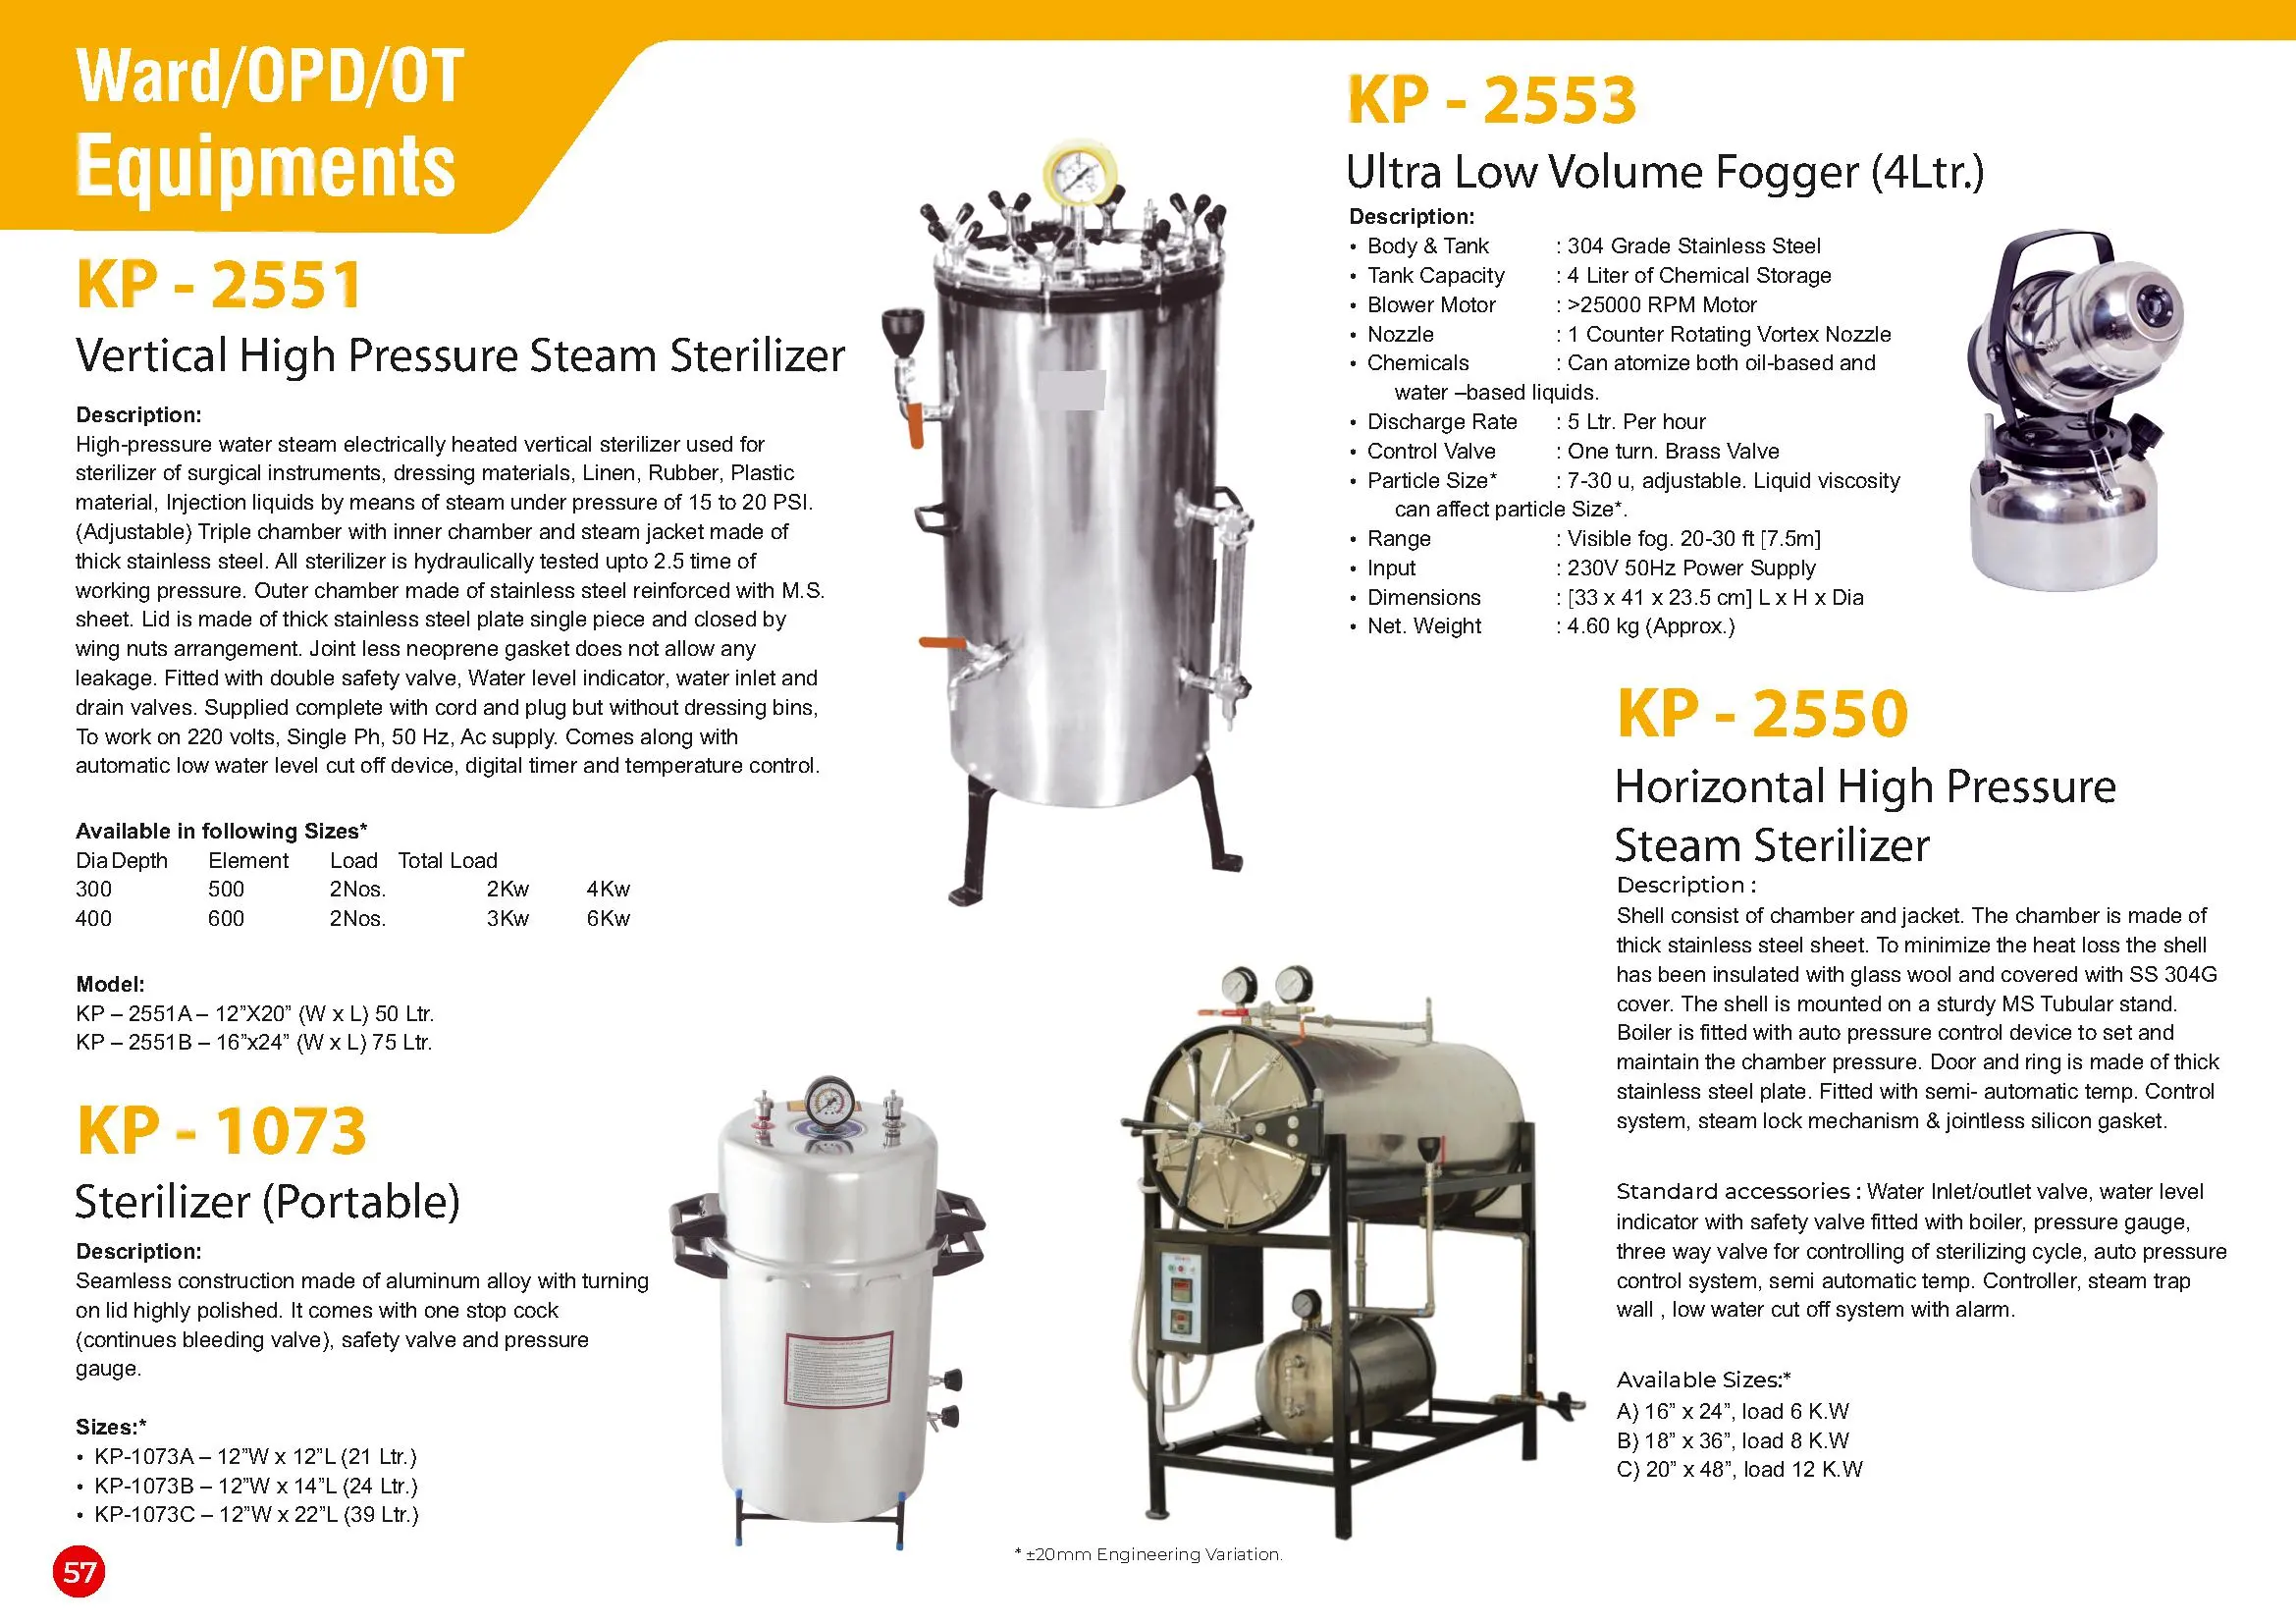 Ward/OPD/OT
Equipments
KP - 2551
Vertical High Pressure Steam Sterilizer
Description:
High-pressure water steam electrically heated vertical sterilizer used for
sterilizer of surgical instruments, dressing materials, Linen, Rubber, Plastic
material, Injection liquids by means of steam under pressure of 15 to 20 PSI.
(Adjustable) Triple chamber with inner chamber and steam jacket made of
thick stainless steel. All sterilizer is hydraulically tested upto 2.5 time of
working pressure. Outer chamber made of stainless steel reinforced with M.S.
sheet. Lid is made of thick stainless steel plate single piece and closed by
wing nuts arrangement. Joint less neoprene gasket does not allow any
leakage. Fitted with double safety valve, Water level indicator, water inlet and
drain valves. Supplied complete with cord and plug but without dressing bins,
To work on 220 volts, Single Ph, 50 Hz, Ac supply. Comes along with
automatic low water level cut off device, digital timer and temperature control.
Available in following Sizes*
Dia Depth Element Load Total Load
300 500 2Nos. 2Kw 4Kw
400 600 2Nos. 3Kw 6Kw
Model:
KP – 2551A – 12”X20” (W x L) 50 Ltr.
KP – 2551B – 16”x24” (W x L) 75 Ltr.
KP - 1073
Sterilizer (Portable)
Description:
Seamless construction made of aluminum alloy with turning
on lid highly polished. It comes with one stop cock
(continues bleeding valve), safety valve and pressure
gauge.
Sizes:*
• KP-1073A – 12”W x 12”L (21 Ltr.)
• KP-1073B – 12”W x 14”L (24 Ltr.)
• KP-1073C – 12”W x 22”L (39 Ltr.)
57
KP - 2553
Ultra Low Volume Fogger (4Ltr.)
Description:
• Body & Tank : 304 Grade Stainless Steel
• Tank Capacity : 4 Liter of Chemical Storage
• Blower Motor : >25000 RPM Motor
• Nozzle : 1 Counter Rotating Vortex Nozzle
• Chemicals : Can atomize both oil-based and
water –based liquids.
• Discharge Rate : 5 Ltr. Per hour
• Control Valve : One turn. Brass Valve
• Particle Size* : 7-30 u, adjustable. Liquid viscosity
can affect particle Size*.
• Range : Visible fog. 20-30 ft [7.5m]
• Input : 230V 50Hz Power Supply
• Dimensions : [33 x 41 x 23.5 cm] L x H x Dia
• Net. Weight : 4.60 kg (Approx.)
KP - 2550
Horizontal High Pressure
Steam Sterilizer
Description :
Shell consist of chamber and jacket. The chamber is made of
thick stainless steel sheet. To minimize the heat loss the shell
has been insulated with glass wool and covered with SS 304G
cover. The shell is mounted on a sturdy MS Tubular stand.
Boiler is fitted with auto pressure control device to set and
maintain the chamber pressure. Door and ring is made of thick
stainless steel plate. Fitted with semi- automatic temp. Control
system, steam lock mechanism & jointless silicon gasket.
Standard accessories : Water Inlet/outlet valve, water level
indicator with safety valve fitted with boiler, pressure gauge,
three way valve for controlling of sterilizing cycle, auto pressure
control system, semi automatic temp. Controller, steam trap
wall , low water cut off system with alarm.
Available Sizes:*
A) 16” x 24”, load 6 K.W
B) 18” x 36”, load 8 K.W
C) 20” x 48”, load 12 K.W
* ±20mm Engineering Variation.